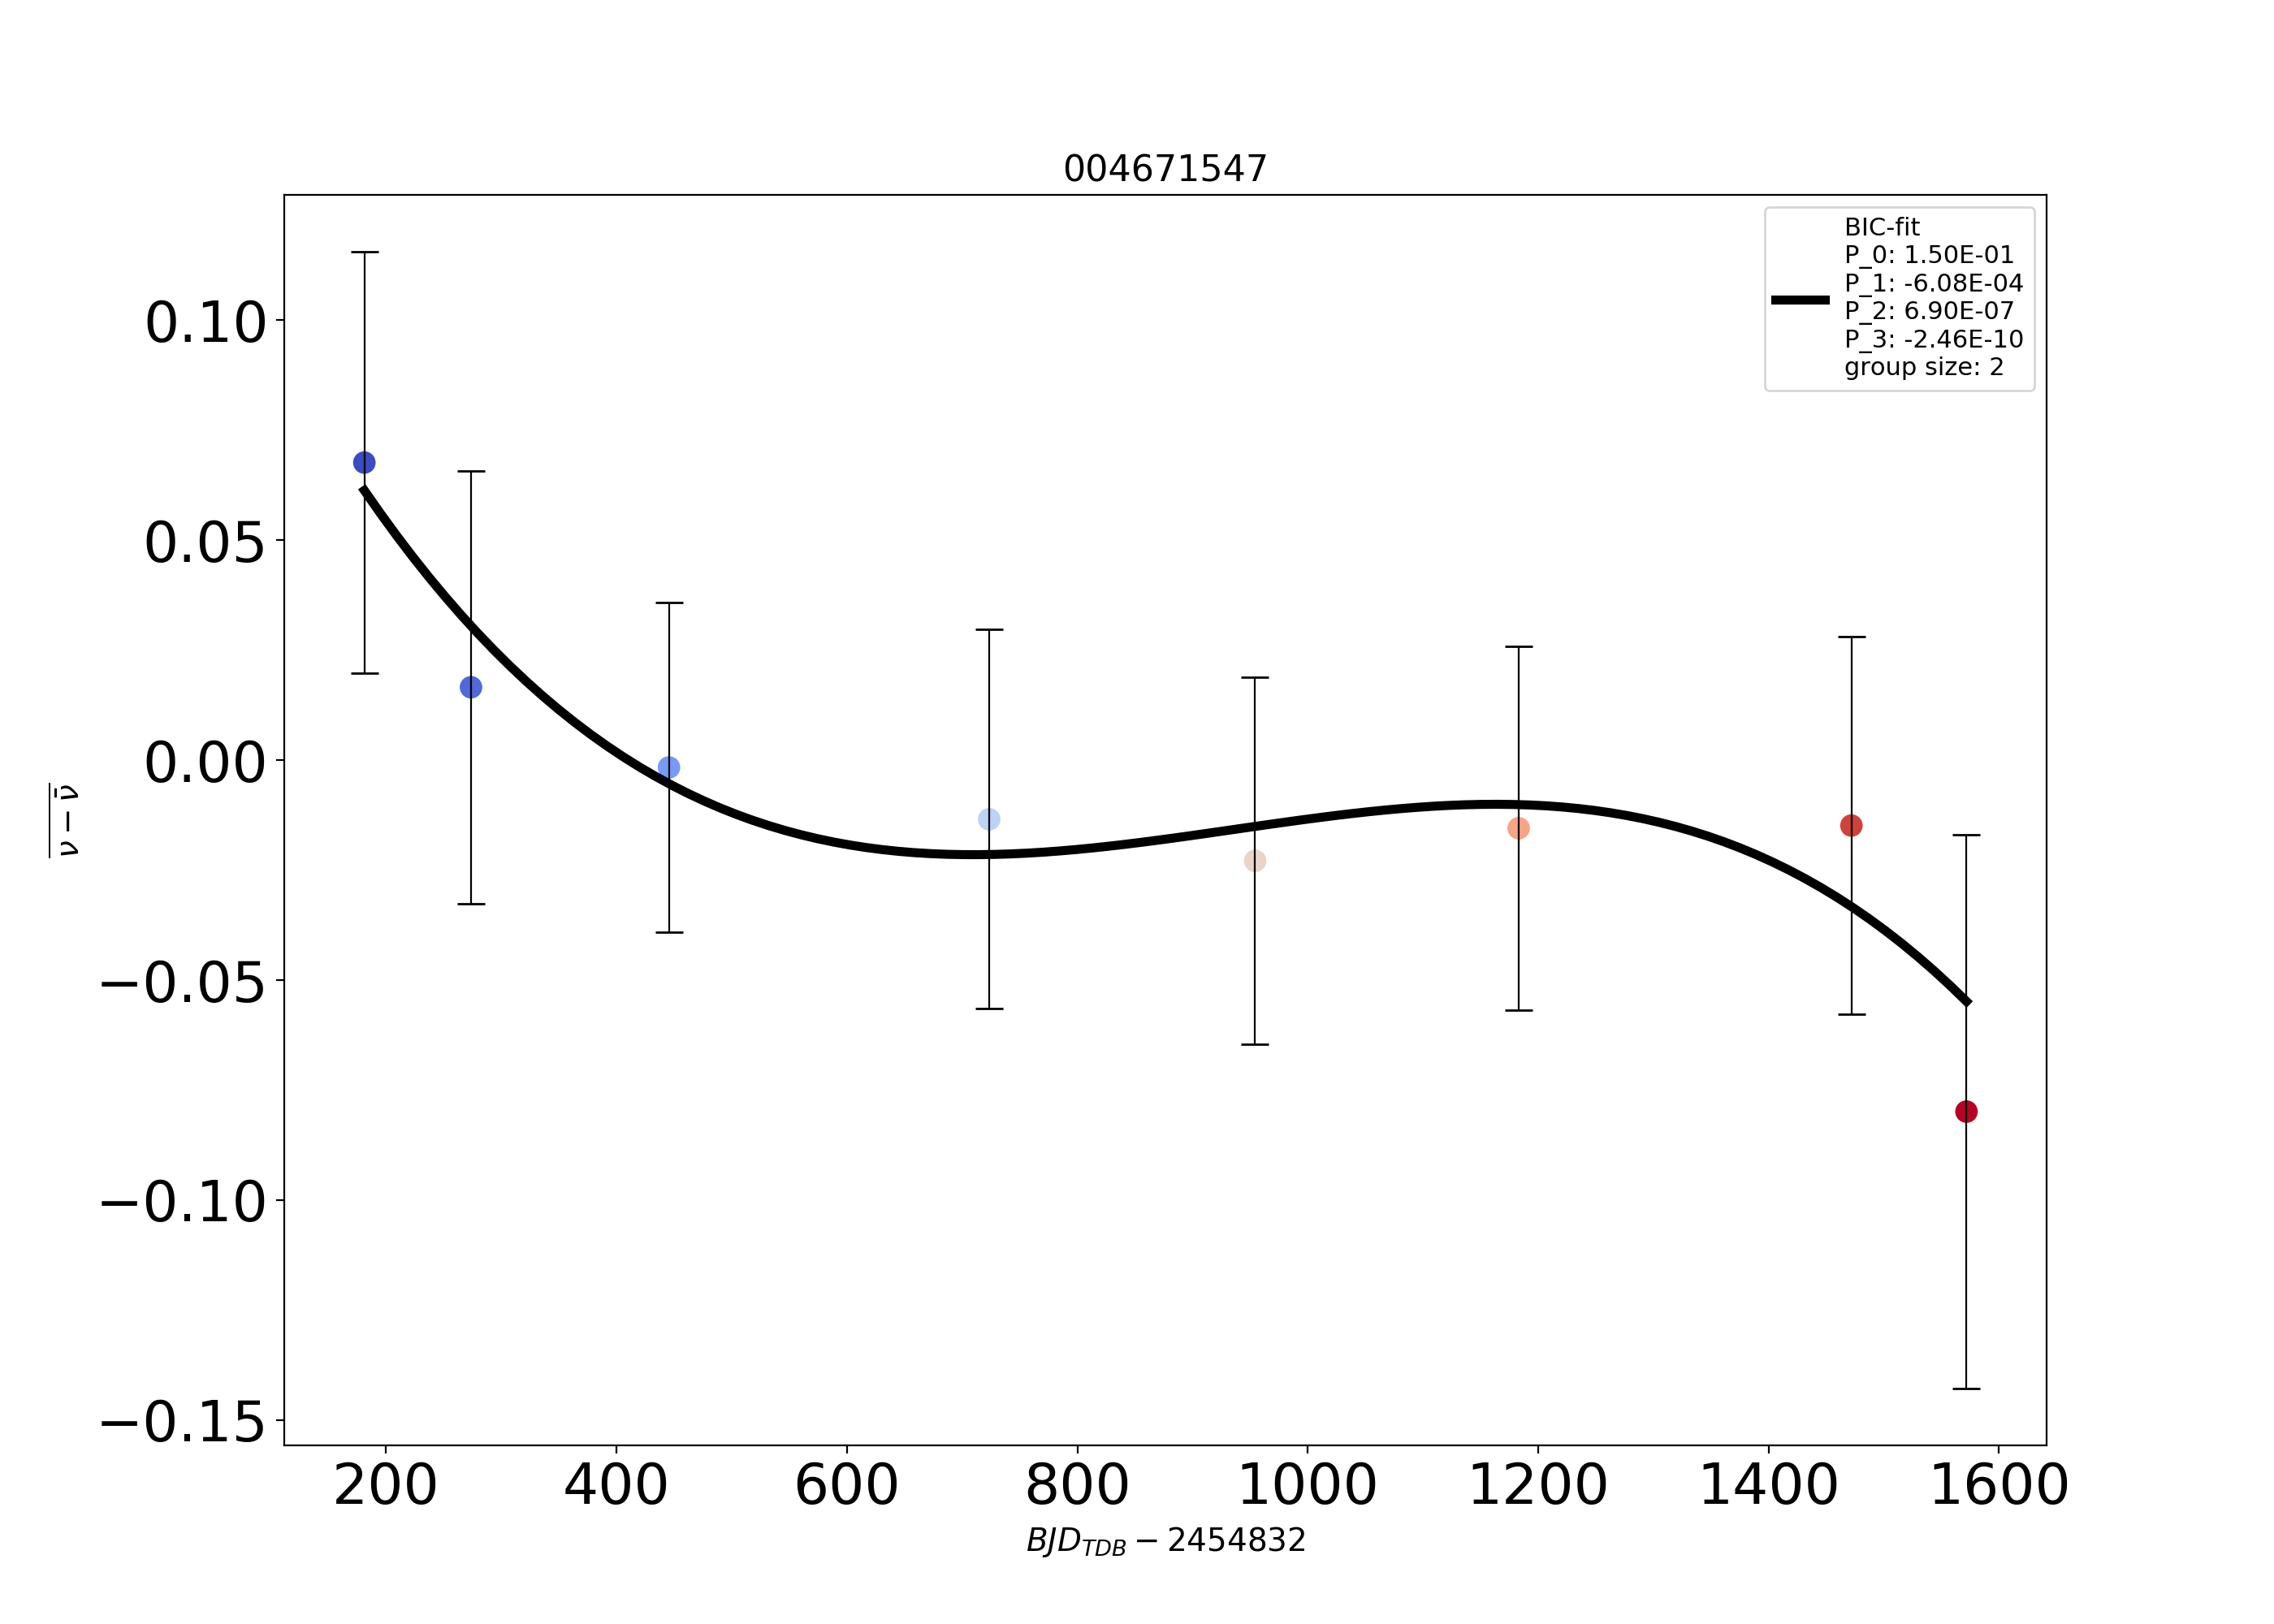 004671547
BIC-fit
P_0: 1.50E-01
P_1: -6.08E-04
P_2: 6.90E-07
P_3: -2.46E-10
group size: 2
0.10
0.05
0.00
−0.05
−0.10
−0.15
ν − ν̄
200 400 600 800 1000 1200 1400 1600
BJD_TDB − 2454832